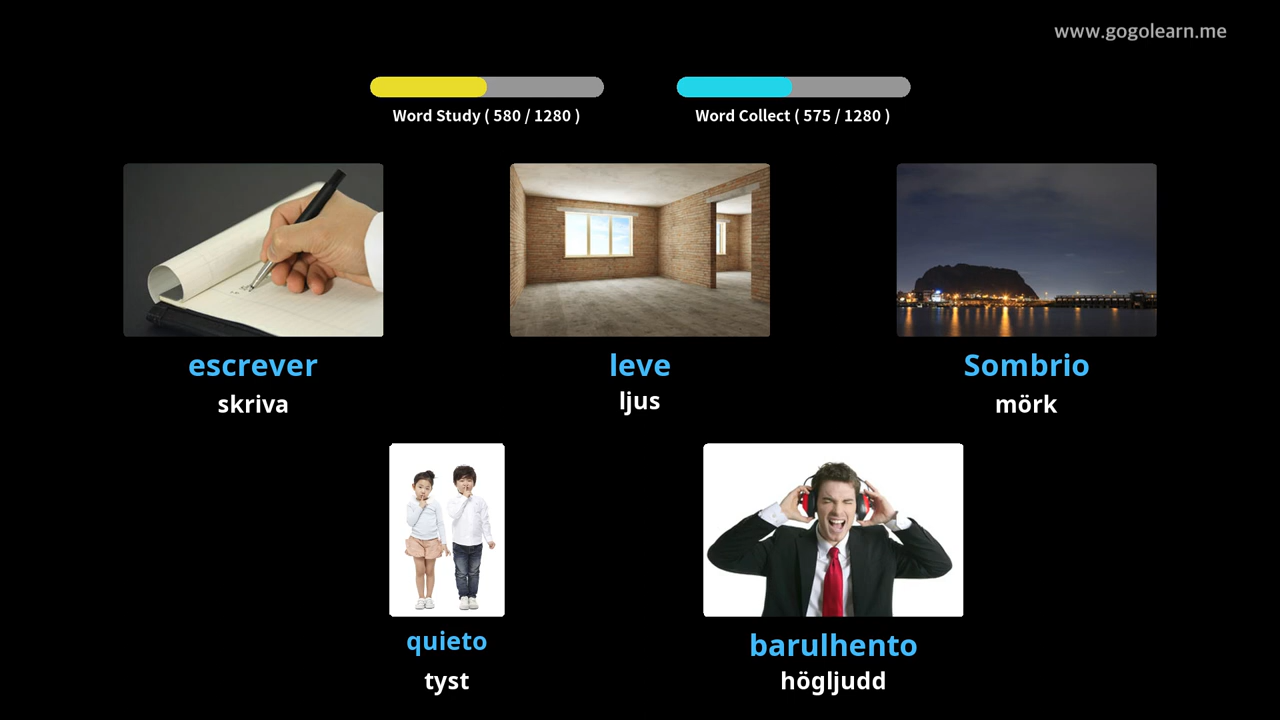 www.gogolearn.me
Word Study ( 580 / 1280 )
Word Collect ( 575 / 1280 )
escrever
skriva
leve
ljus
Sombrio
mörk
quieto
tyst
barulhento
högljudd